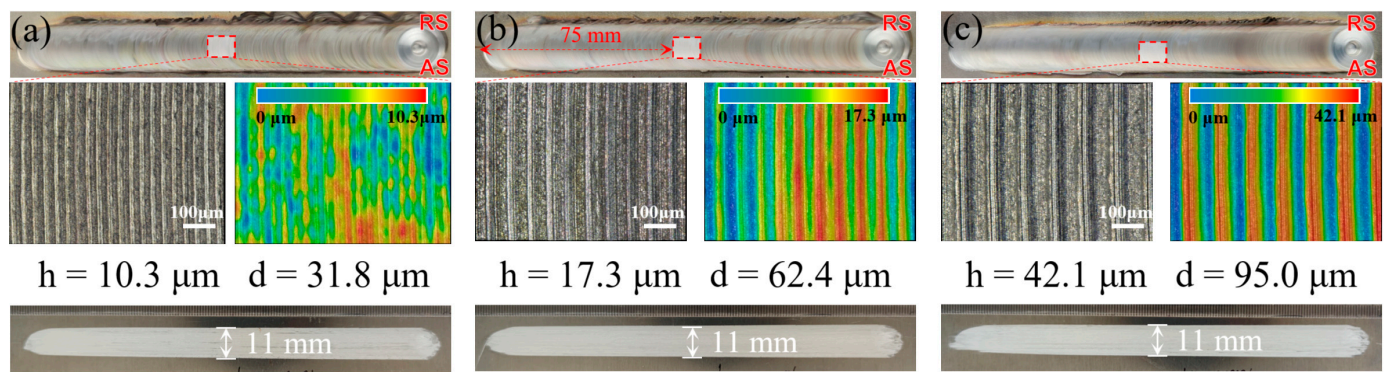 (a)
RS
AS
0 μm
10.3μm
100μm
h = 10.3 μm d = 31.8 μm
11 mm
(b)
75 mm
RS
AS
0 μm
17.3 μm
100μm
h = 17.3 μm d = 62.4 μm
11 mm
(c)
RS
AS
0 μm
42.1 μm
100μm
h = 42.1 μm d = 95.0 μm
11 mm